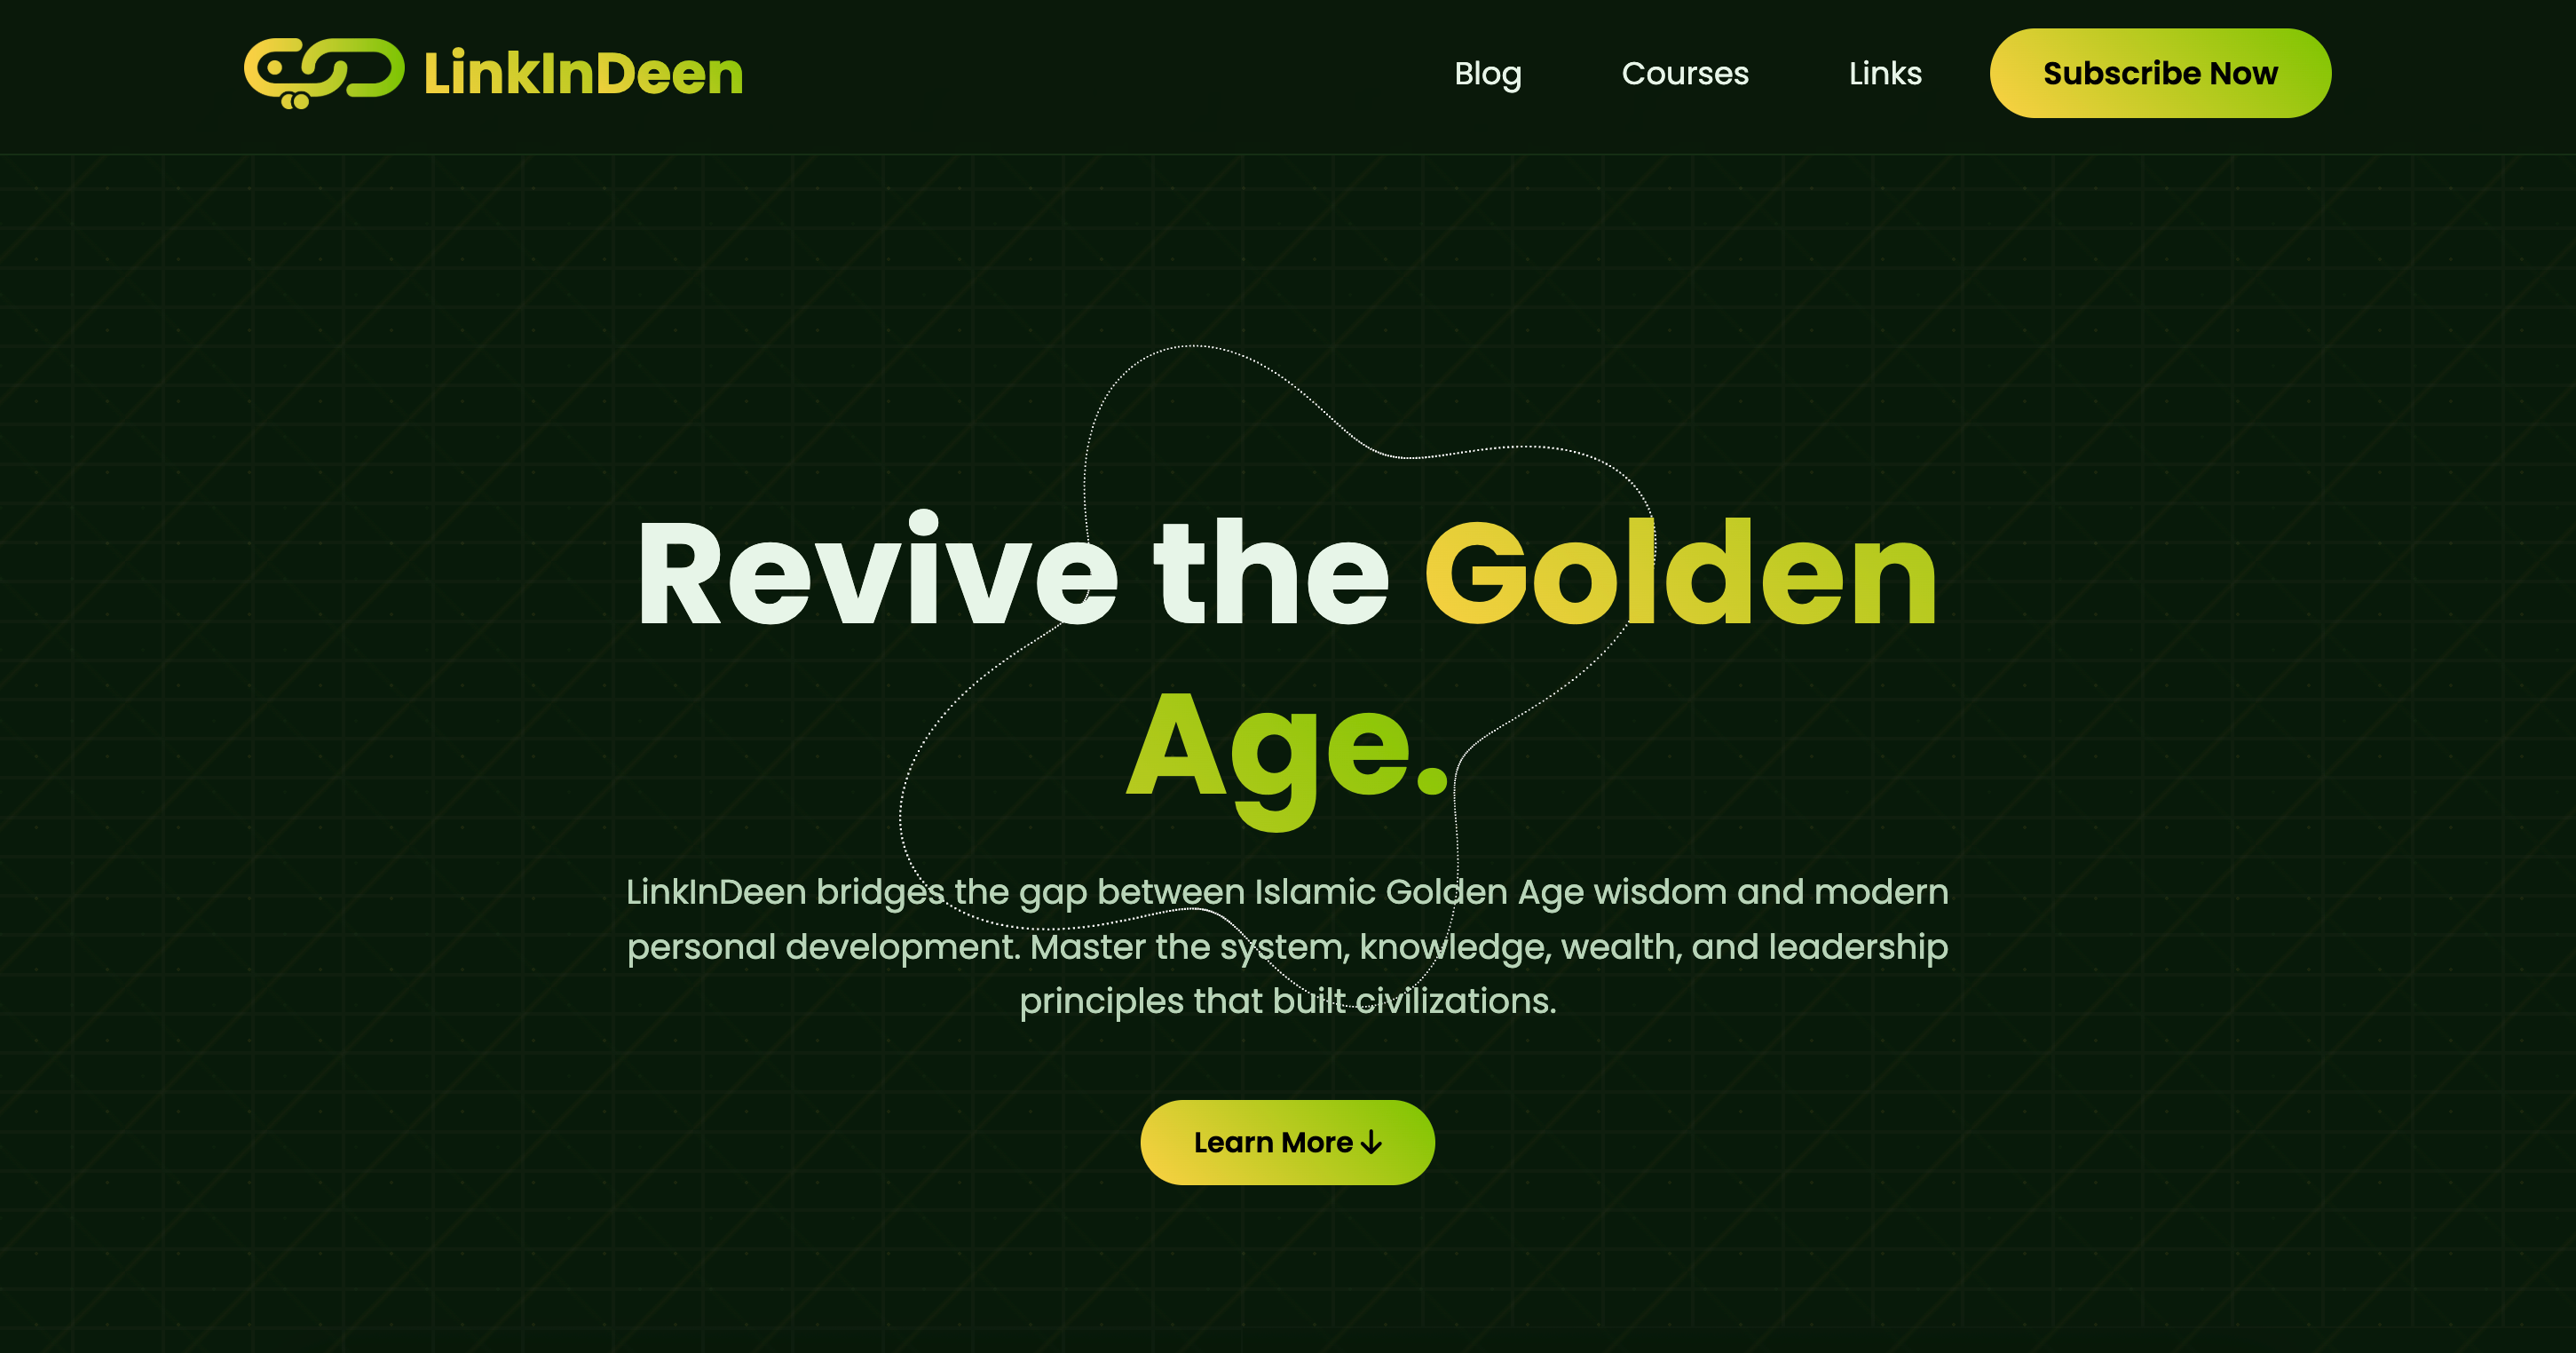 LinkInDeen
Blog
Courses
Links
Subscribe Now
Revive the Golden
Age.
LinkInDeen bridges the gap between Islamic Golden Age wisdom and modern
personal development. Master the system, knowledge, wealth, and leadership
principles that built civilizations.
Learn More ↓